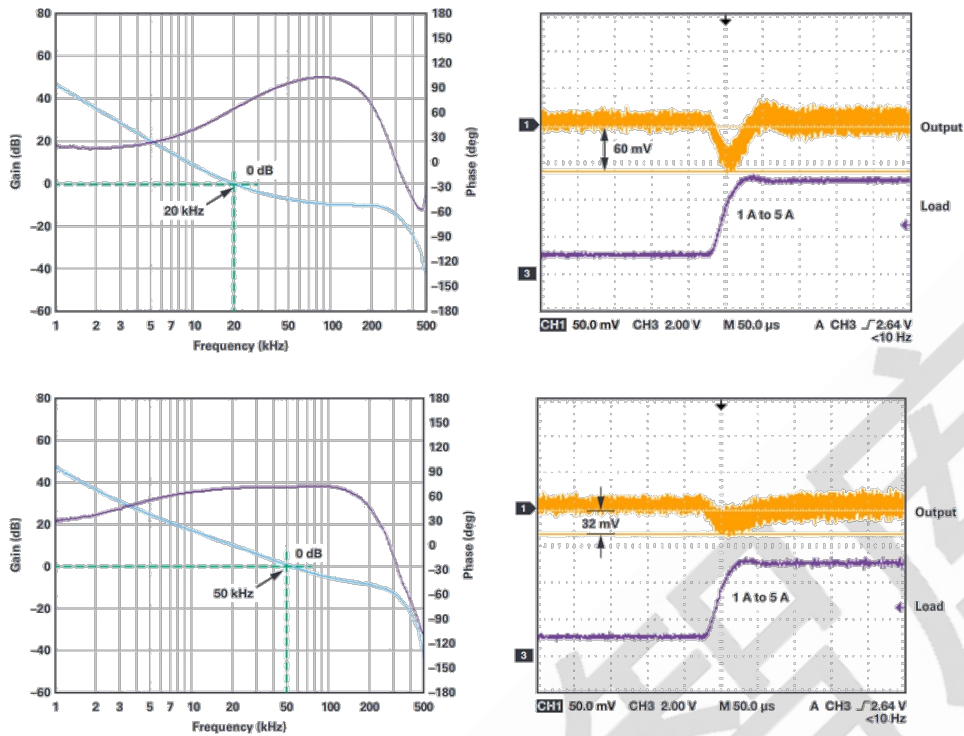 80
60
40
20
0
–20
–40
–60
Gain (dB)
180
150
120
90
60
30
0
–30
–60
–90
–120
–150
–180
Phase (deg)
0 dB
20 kHz
1 2 3 5 7 10 20 50 100 200 500
Frequency (kHz)
1
60 mV
Output
1 A to 5 A
Load
3
CH1 50.0 mV CH3 2.00 V M 50.0 µs A CH3 2.64 V
<10 Hz
80
60
40
20
0
–20
–40
–60
Gain (dB)
180
150
120
90
60
30
0
–30
–60
–90
–120
–150
–180
Phase (deg)
0 dB
50 kHz
1 2 3 5 7 10 20 50 100 200 500
Frequency (kHz)
1
32 mV
Output
1 A to 5 A
Load
3
CH1 50.0 mV CH3 2.00 V M 50.0 µs A CH3 2.64 V
<10 Hz